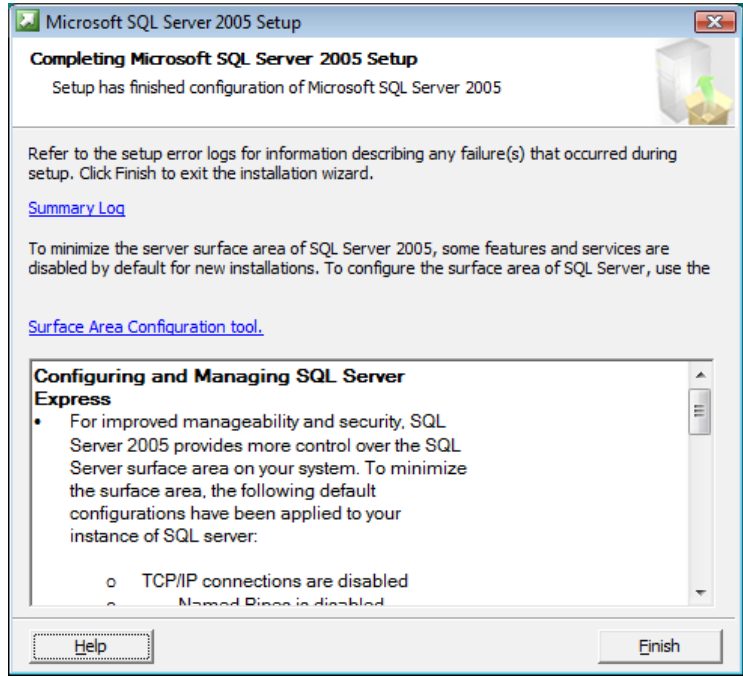 Microsoft SQL Server 2005 Setup
Completing Microsoft SQL Server 2005 Setup
Setup has finished configuration of Microsoft SQL Server 2005
Refer to the setup error logs for information describing any failure(s) that occurred during
setup. Click Finish to exit the installation wizard.
Summary Log
To minimize the server surface area of SQL Server 2005, some features and services are
disabled by default for new installations. To configure the surface area of SQL Server, use the
Surface Area Configuration tool.
Configuring and Managing SQL Server
Express
• For improved manageability and security, SQL
Server 2005 provides more control over the SQL
Server surface area on your system. To minimize
the surface area, the following default
configurations have been applied to your
instance of SQL server:
o TCP/IP connections are disabled
o Named Pipes is disabled
Help
Finish